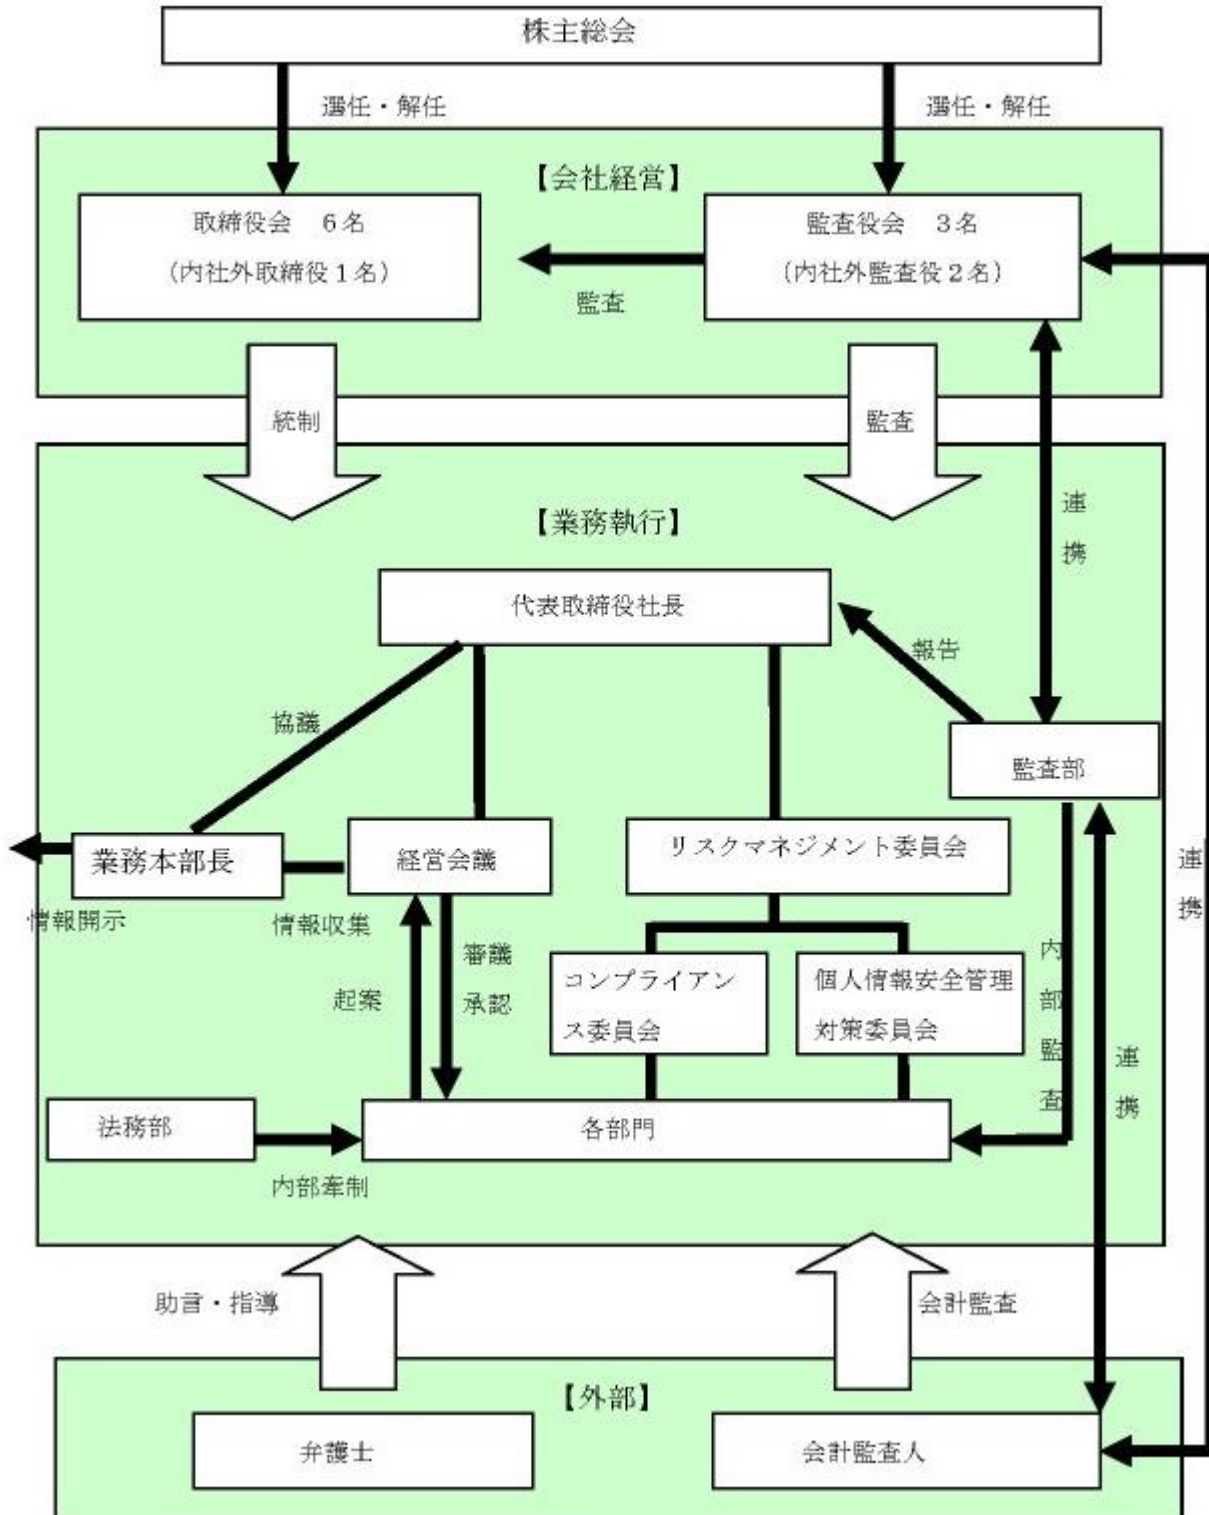 株主総会
選任・解任
選任・解任
【会社経営】
取締役会　6名
（内社外取締役1名）
監査役会　3名
（内社外監査役2名）
監査
統制
監査
【業務執行】
連携
代表取締役社長
報告
協議
監査部
業務本部長
経営会議
リスクマネジメント委員会
連携
情報開示
情報収集
審議
承認
起案
コンプライアン
ス委員会
個人情報安全管理
対策委員会
内部監査
連携
法務部
各部門
内部牽制
助言・指導
会計監査
【外部】
弁護士
会計監査人